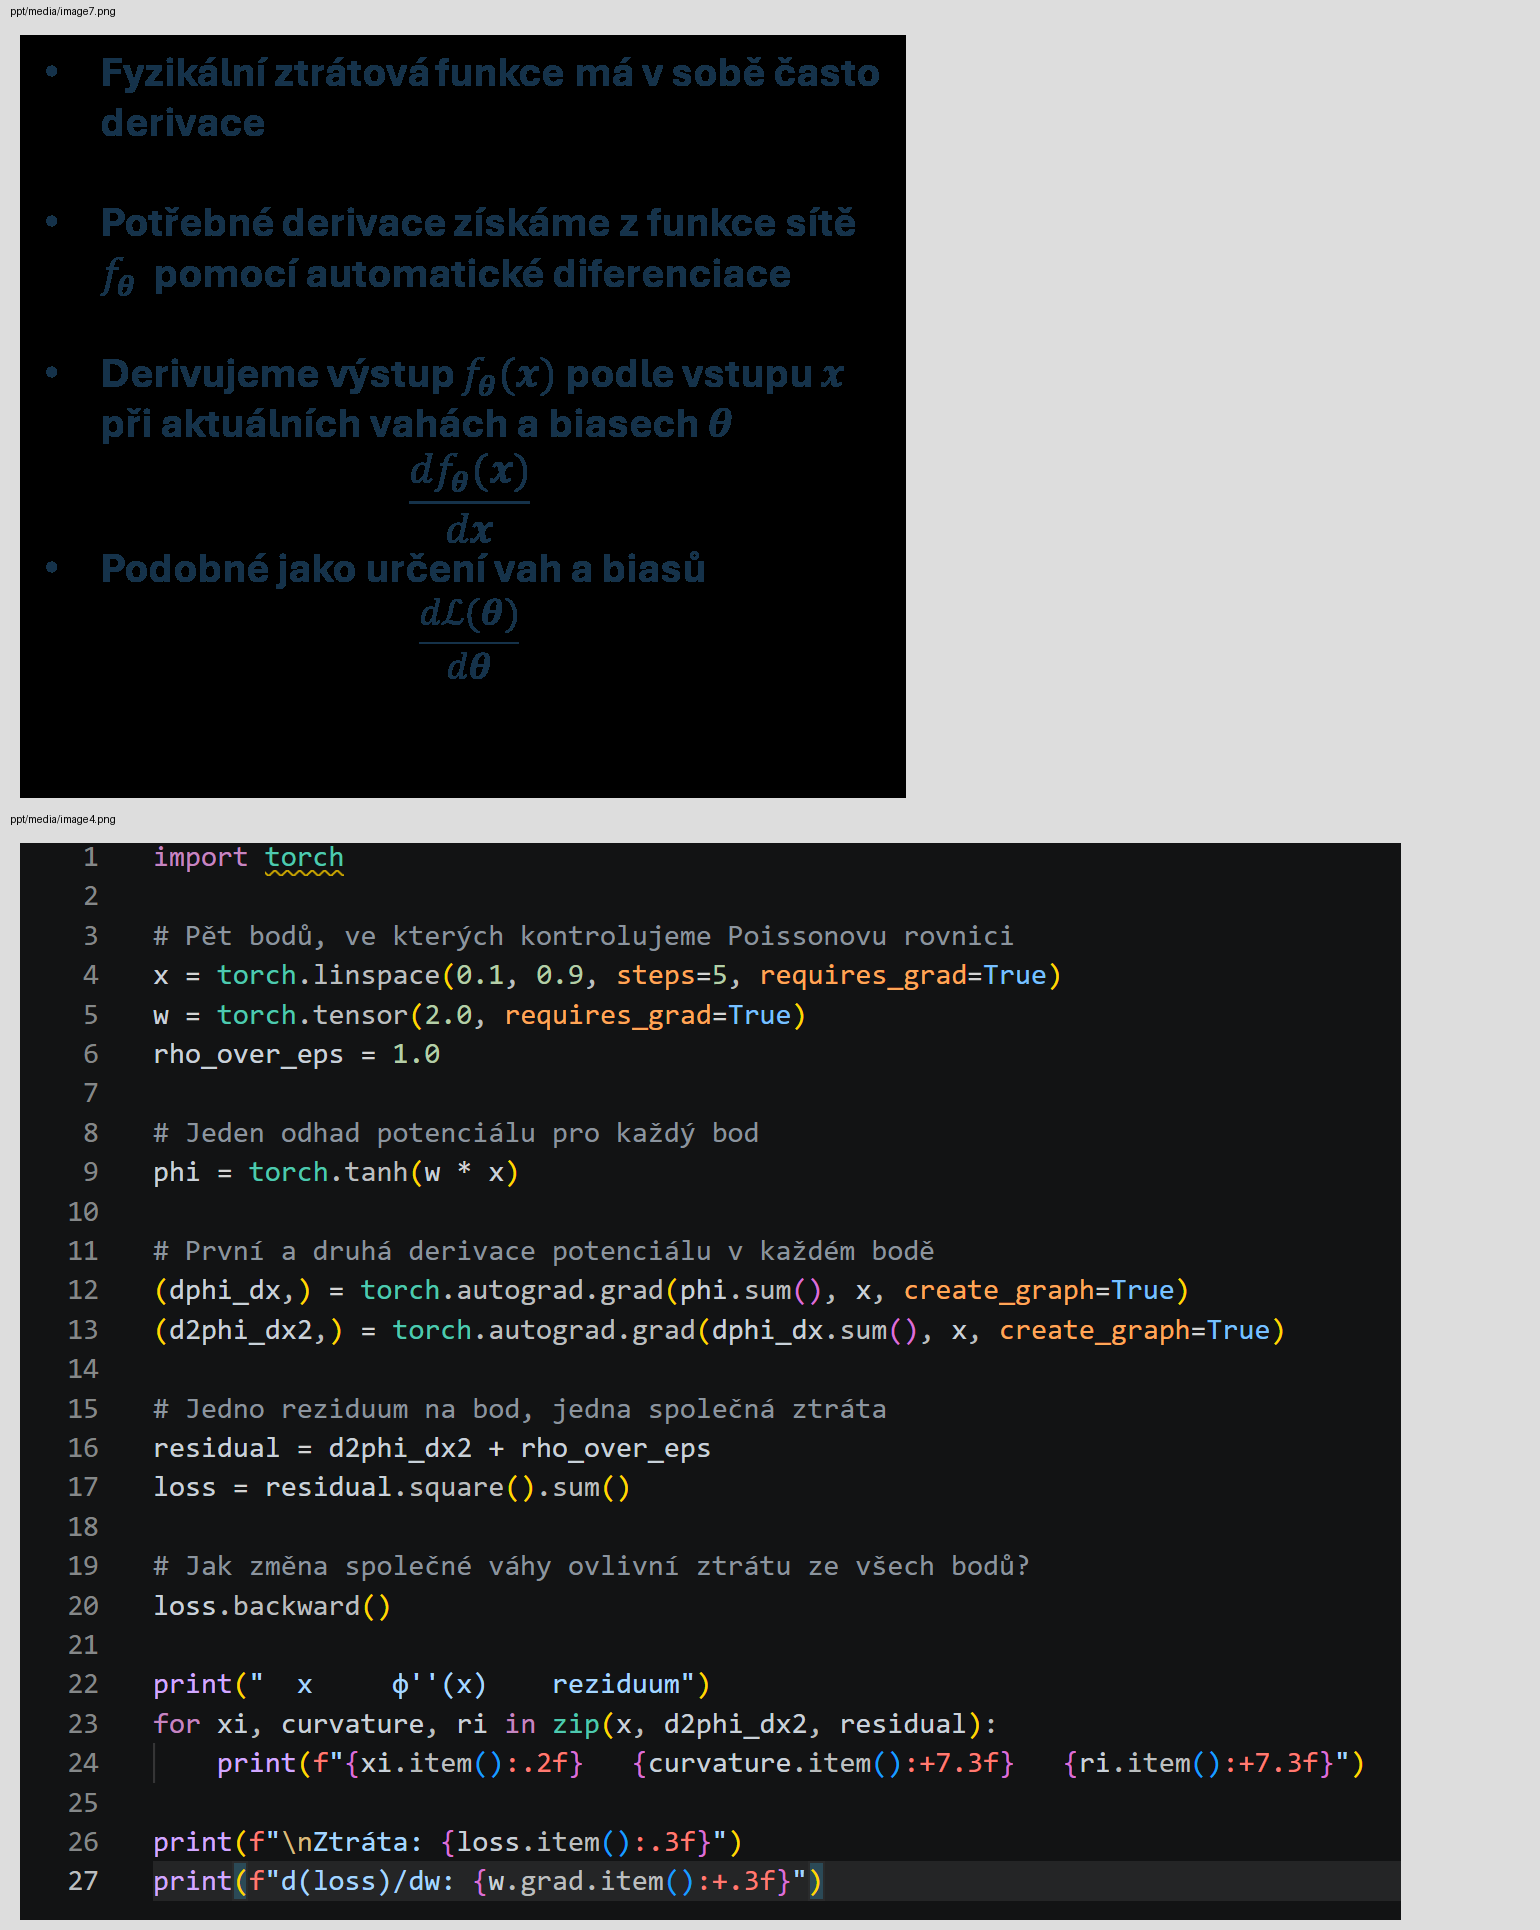 ppt/media/image7.png
• Fyzikální ztrátová funkce má v sobě často
derivace
• Potřebné derivace získáme z funkce sítě
f_θ pomocí automatické diferenciace
• Derivujeme výstup f_θ(x) podle vstupu x
při aktuálních vahách a biasech θ
df_θ(x)
dx
• Podobné jako určení vah a biasů
dℒ(θ)
dθ
ppt/media/image4.png
1 import torch
2
3 # Pět bodů, ve kterých kontrolujeme Poissonovu rovnici
4 x = torch.linspace(0.1, 0.9, steps=5, requires_grad=True)
5 w = torch.tensor(2.0, requires_grad=True)
6 rho_over_eps = 1.0
7
8 # Jeden odhad potenciálu pro každý bod
9 phi = torch.tanh(w * x)
10
11 # První a druhá derivace potenciálu v každém bodě
12 (dphi_dx,) = torch.autograd.grad(phi.sum(), x, create_graph=True)
13 (d2phi_dx2,) = torch.autograd.grad(dphi_dx.sum(), x, create_graph=True)
14
15 # Jedno reziduum na bod, jedna společná ztráta
16 residual = d2phi_dx2 + rho_over_eps
17 loss = residual.square().sum()
18
19 # Jak změna společné váhy ovlivní ztrátu ze všech bodů?
20 loss.backward()
21
22 print("  x     ϕ''(x)    reziduum")
23 for xi, curvature, ri in zip(x, d2phi_dx2, residual):
24     print(f"{xi.item():.2f}   {curvature.item():+7.3f}   {ri.item():+7.3f}")
25
26 print(f"\nZtráta: {loss.item():.3f}")
27 print(f"d(loss)/dw: {w.grad.item():+.3f}")